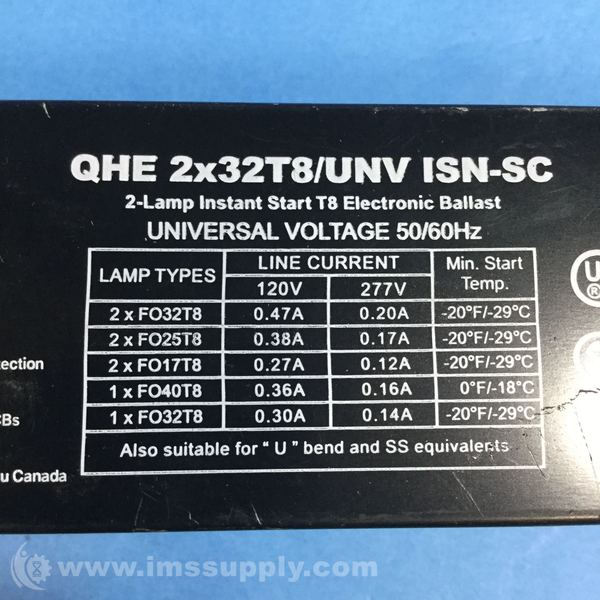 QHE 2x32T8/UNV ISN-SC
2-Lamp Instant Start T8 Electronic Ballast
UNIVERSAL VOLTAGE 50/60Hz
LAMP TYPES LINE CURRENT Min. Start Temp.
120V 277V
2 x FO32T8 0.47A 0.20A -20°F/-29°C
2 x FO25T8 0.38A 0.17A -20°F/-29°C
2 x FO17T8 0.27A 0.12A -20°F/-29°C
1 x FO40T8 0.36A 0.16A 0°F/-18°C
1 x FO32T8 0.30A 0.14A -20°F/-29°C
Also suitable for "U" bend and SS equivalents
Canada
www.imssupply.com